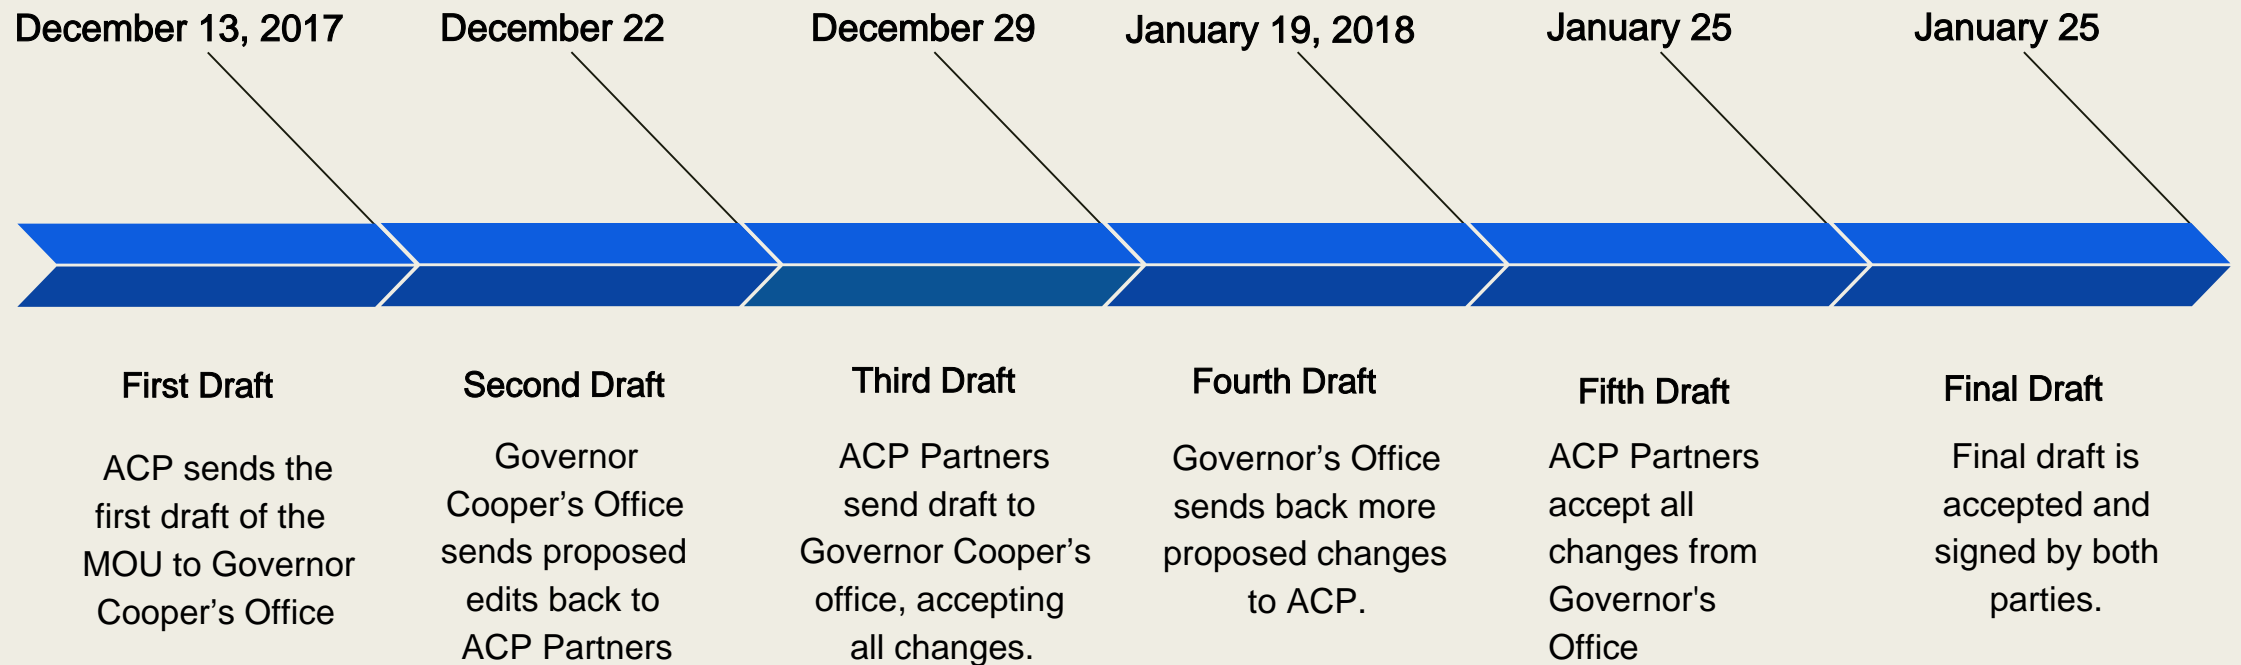 December 13, 2017
December 22
December 29
January 19, 2018
January 25
January 25
First Draft
ACP sends the
first draft of the
MOU to Governor
Cooper’s Office
Second Draft
Governor
Cooper’s Office
sends proposed
edits back to
ACP Partners
Third Draft
ACP Partners
send draft to
Governor Cooper’s
office, accepting
all changes.
Fourth Draft
Governor’s Office
sends back more
proposed changes
to ACP.
Fifth Draft
ACP Partners
accept all
changes from
Governor's
Office
Final Draft
Final draft is
accepted and
signed by both
parties.